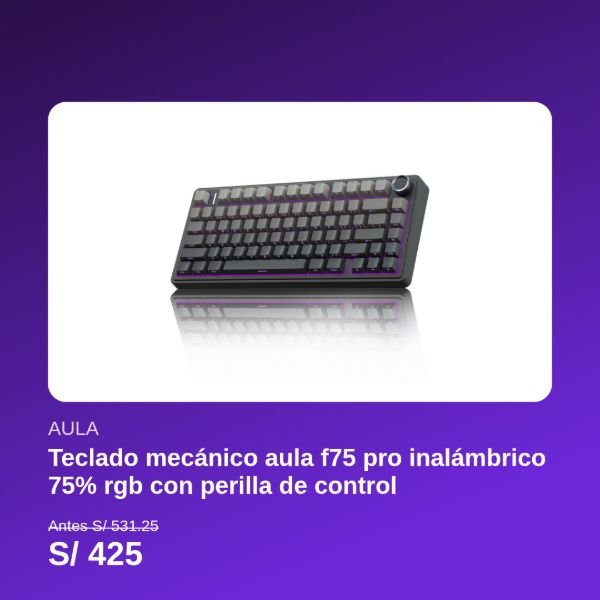 AULA
Teclado mecánico aula f75 pro inalámbrico
75% rgb con perilla de control
Antes S/ 531.25
S/ 425